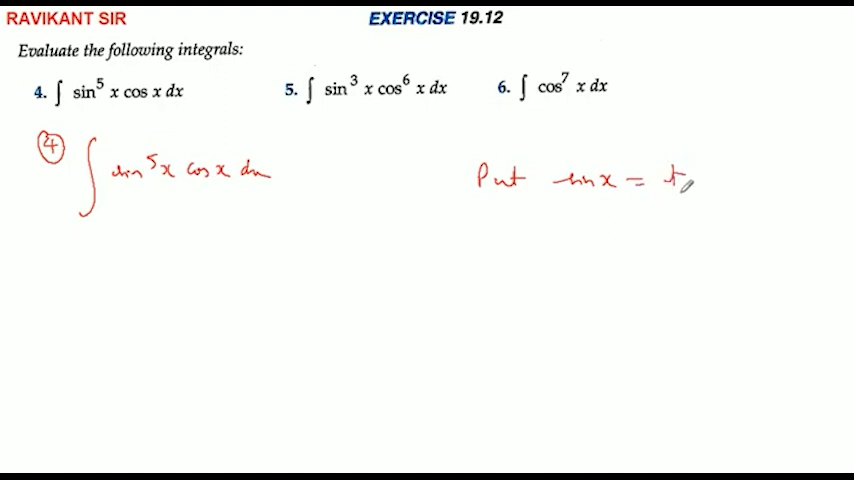 RAVIKANT SIR EXERCISE 19.12
Evaluate the following integrals:
4. ∫ sin⁵ x cos x dx 5. ∫ sin³ x cos⁶ x dx 6. ∫ cos⁷ x dx
④ ∫ sin⁵x cos x dx Put sin x = t